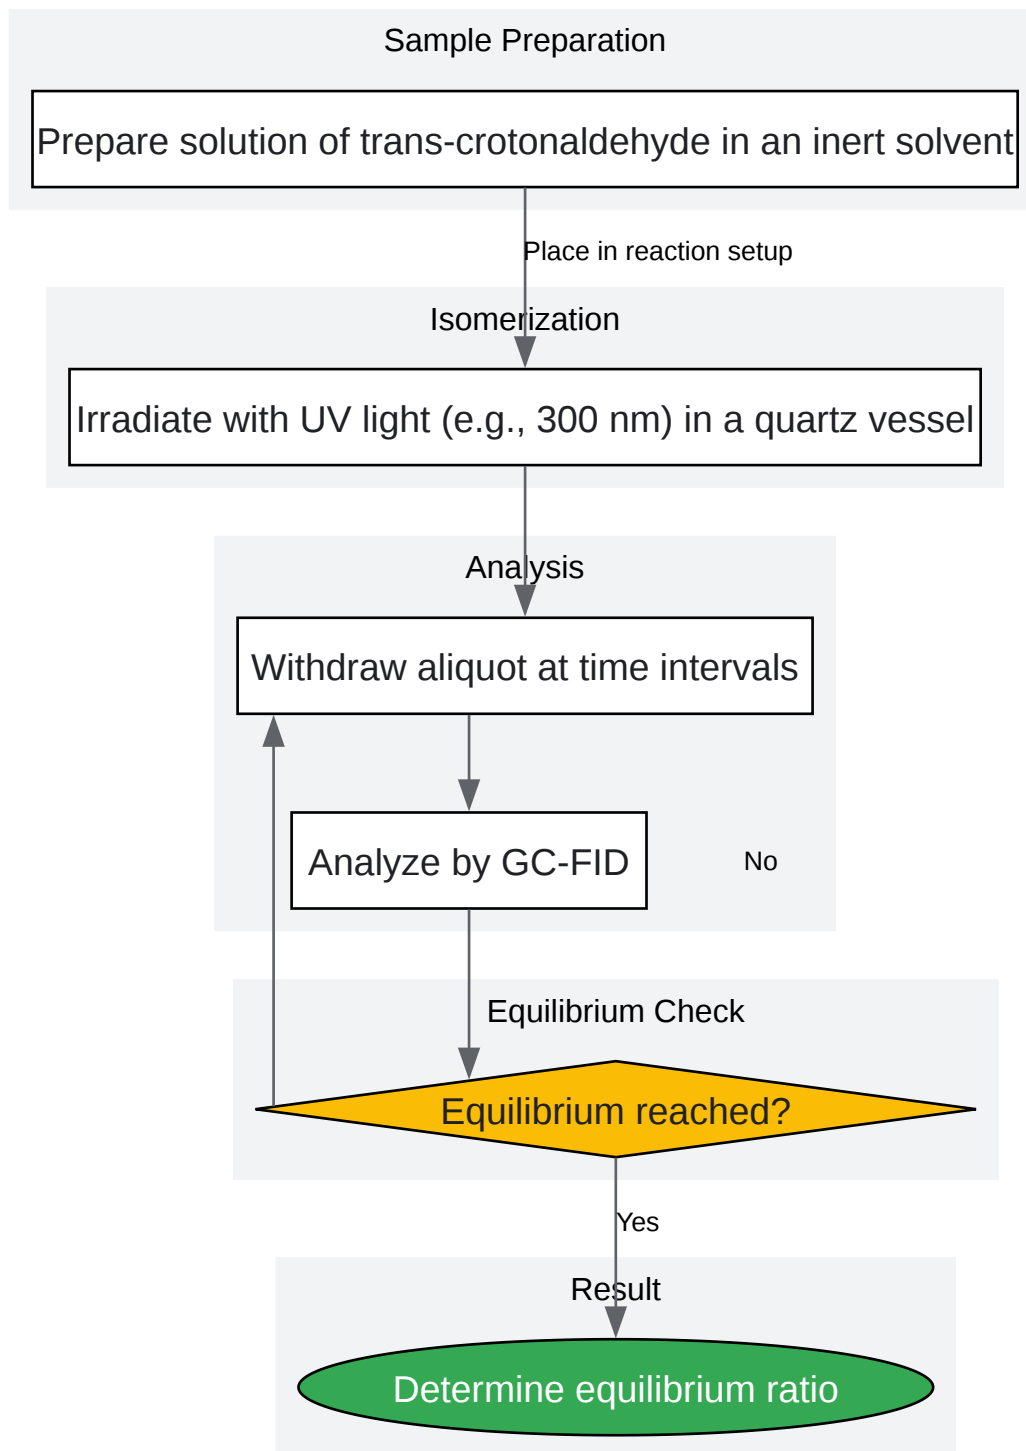 Sample Preparation
Prepare solution of trans-crotonaldehyde in an inert solvent
Place in reaction setup
Isomerization
Irradiate with UV light (e.g., 300 nm) in a quartz vessel
Analysis
Withdraw aliquot at time intervals
Analyze by GC-FID
No
Equilibrium Check
Equilibrium reached?
Yes
Result
Determine equilibrium ratio